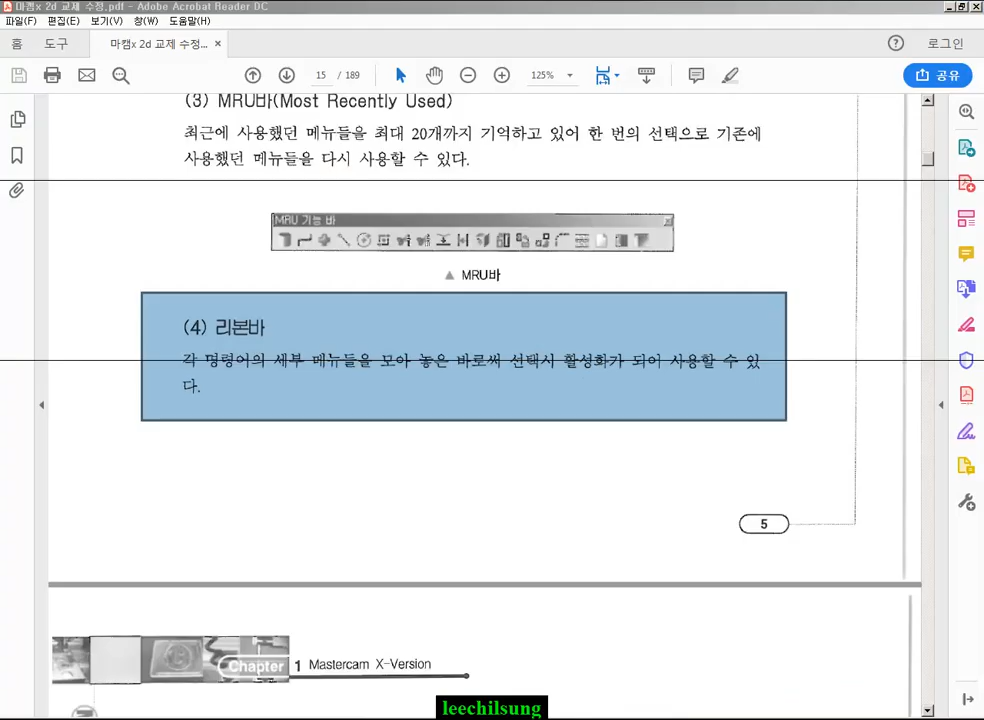 마캠x 2d 교제 수정.pdf - Adobe Acrobat Reader DC
파일(F) 편집(E) 보기(V) 창(W) 도움말(H)
홈 도구 마캠x 2d 교제 수정... × 로그인
15 / 189 125% 공유
(3) MRU바(Most Recently Used)
최근에 사용했던 메뉴들을 최대 20개까지 기억하고 있어 한 번의 선택으로 기존에
사용했던 메뉴들을 다시 사용할 수 있다.
MRU 기능 바
▲ MRU바
(4) 리본바
각 명령어의 세부 메뉴들을 모아 놓은 바로써 선택시 활성화가 되어 사용할 수 있
다.
5
Chapter 1 Mastercam X-Version
leechilsung